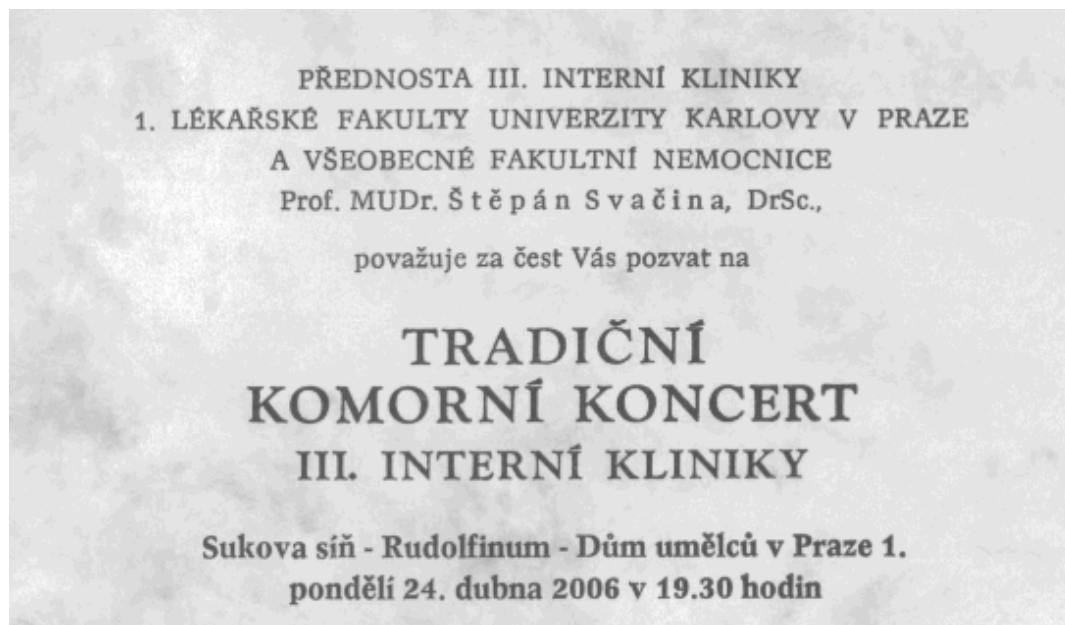 PŘEDNOSTA III. INTERNÍ KLINIKY
1. LÉKAŘSKÉ FAKULTY UNIVERZITY KARLOVY V PRAZE
A VŠEOBECNÉ FAKULTNÍ NEMOCNICE
Prof. MUDr. Štěpán Svačina, DrSc.,
považuje za čest Vás pozvat na
TRADIČNÍ
KOMORNÍ KONCERT
III. INTERNÍ KLINIKY
Sukova síň - Rudolfinum - Dům umělců v Praze 1.
pondělí 24. dubna 2006 v 19.30 hodin